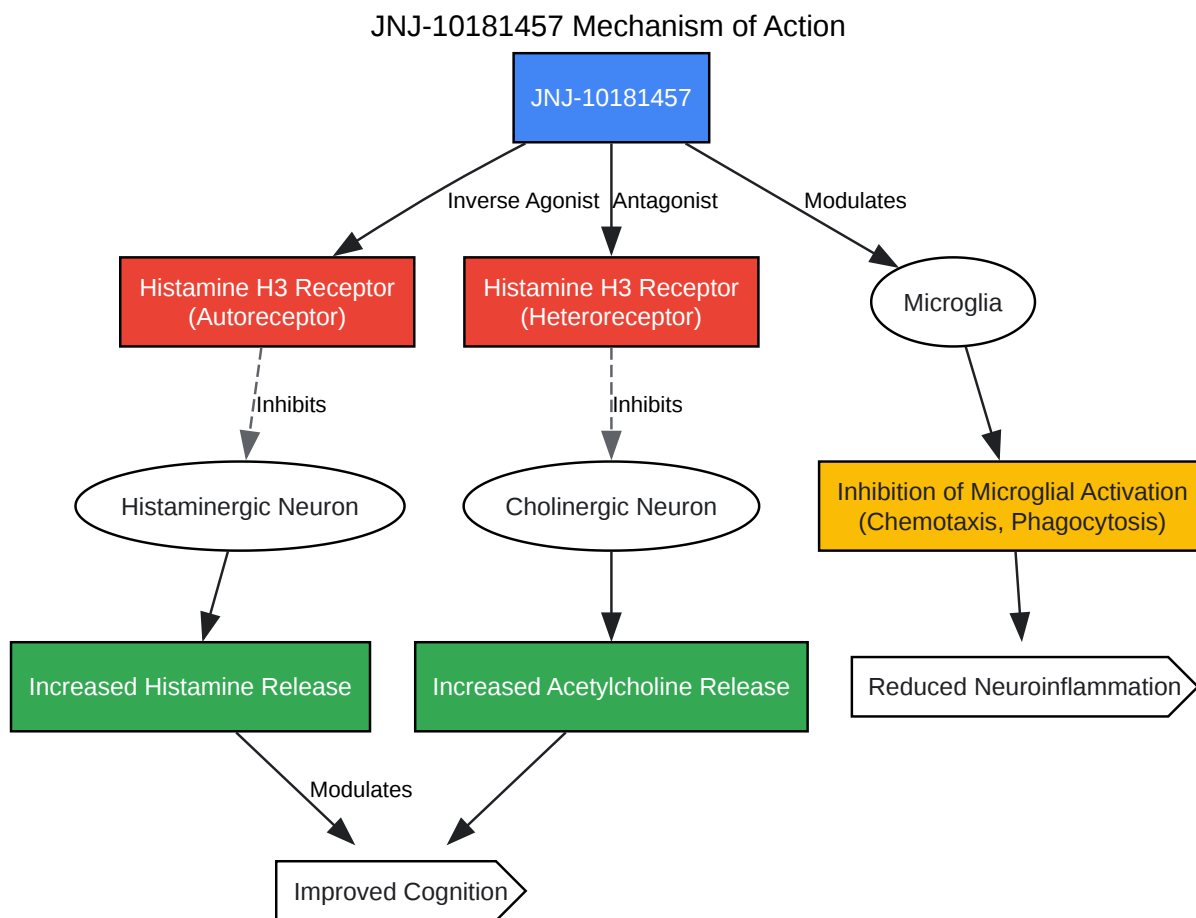 JNJ-10181457 Mechanism of Action
JNJ-10181457
Inverse Agonist
Antagonist
Modulates
Histamine H3 Receptor
(Autoreceptor)
Histamine H3 Receptor
(Heteroreceptor)
Microglia
Inhibits
Inhibits
Histaminergic Neuron
Cholinergic Neuron
Inhibition of Microglial Activation
(Chemotaxis, Phagocytosis)
Increased Histamine Release
Increased Acetylcholine Release
Reduced Neuroinflammation
Modulates
Improved Cognition